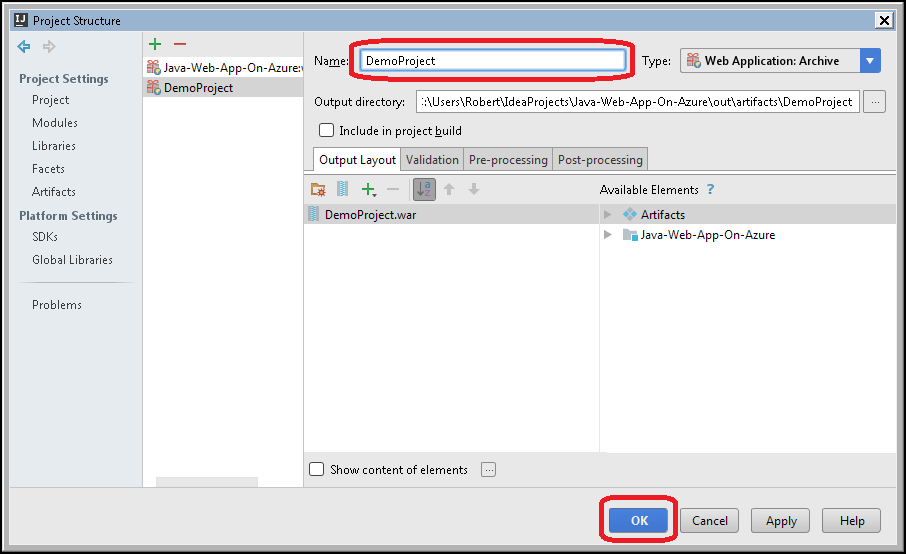 Project Structure
Project Settings
Project
Modules
Libraries
Facets
Artifacts
Platform Settings
SDKs
Global Libraries
Problems
Java-Web-App-On-Azure:
DemoProject
Name: DemoProject Type: Web Application: Archive
Output directory: :\Users\Robert\IdeaProjects\Java-Web-App-On-Azure\out\artifacts\DemoProject ...
Include in project build
Output Layout Validation Pre-processing Post-processing
Available Elements ?
DemoProject.war
Artifacts
Java-Web-App-On-Azure
Show content of elements ...
OK Cancel Apply Help